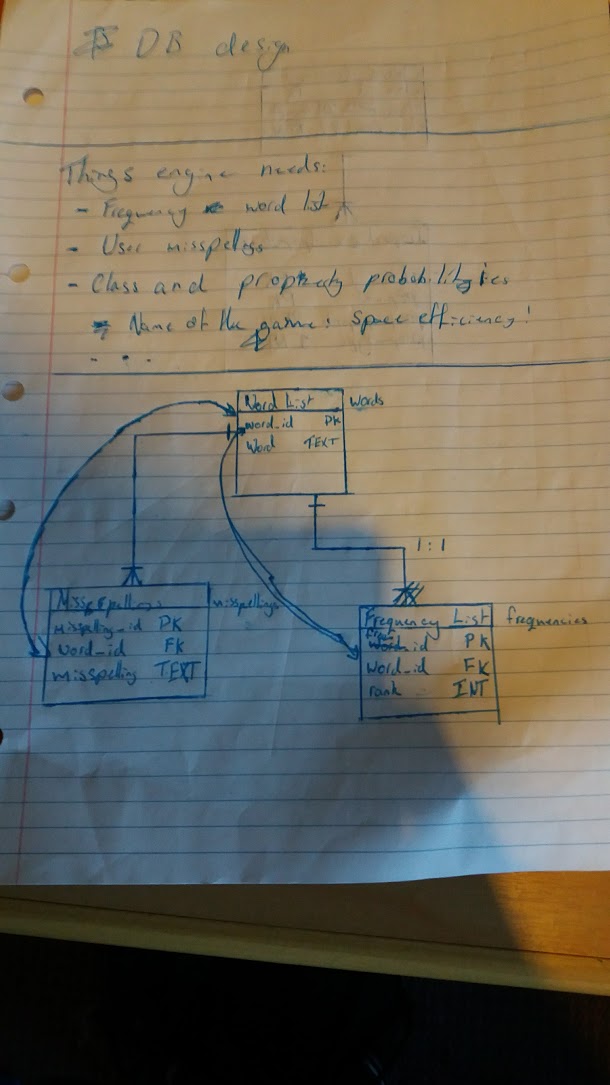 DB design
Things engine needs:
- Frequency word list
- User misspellings
- Class and property probabilities
Name of the game: space efficiency!
- • • •
Word List words
word_id PK
Word TEXT
1:1
Misspellings misspellings
misspelling_id PK
word_id FK
misspelling TEXT
Frequency List frequencies
_id PK
word_id FK
rank INT